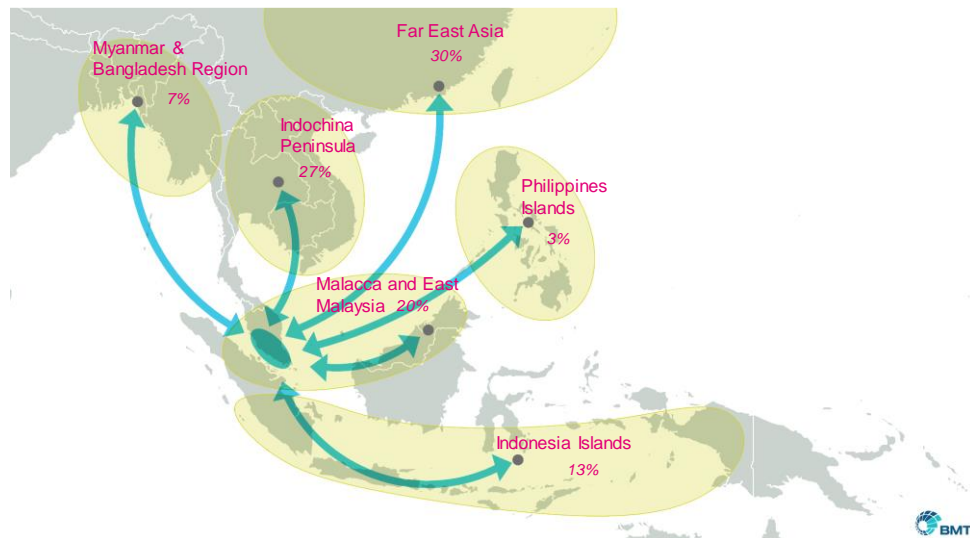 Far East Asia
30%
Myanmar &
Bangladesh Region
7%
Indochina
Peninsula
27%
Philippines
Islands
3%
Malacca and East
Malaysia 20%
Indonesia Islands
13%
BMT